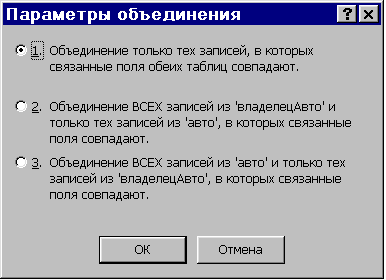 Параметры объединения
1. Объединение только тех записей, в которых
связанные поля обеих таблиц совпадают.
2. Объединение ВСЕХ записей из 'владелецАвто' и
только тех записей из 'авто', в которых связанные
поля совпадают.
3. Объединение ВСЕХ записей из 'авто' и только тех
записей из 'владелецАвто', в которых связанные
поля совпадают.
ОК
Отмена